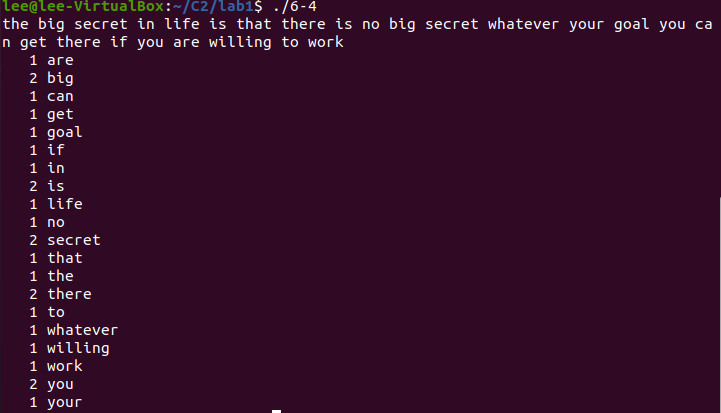 lee@lee-VirtualBox:~/C2/lab1$ ./6-4
the big secret in life is that there is no big secret whatever your goal you ca
n get there if you are willing to work
   1 are
   2 big
   1 can
   1 get
   1 goal
   1 if
   1 in
   2 is
   1 life
   1 no
   2 secret
   1 that
   1 the
   2 there
   1 to
   1 whatever
   1 willing
   1 work
   2 you
   1 your